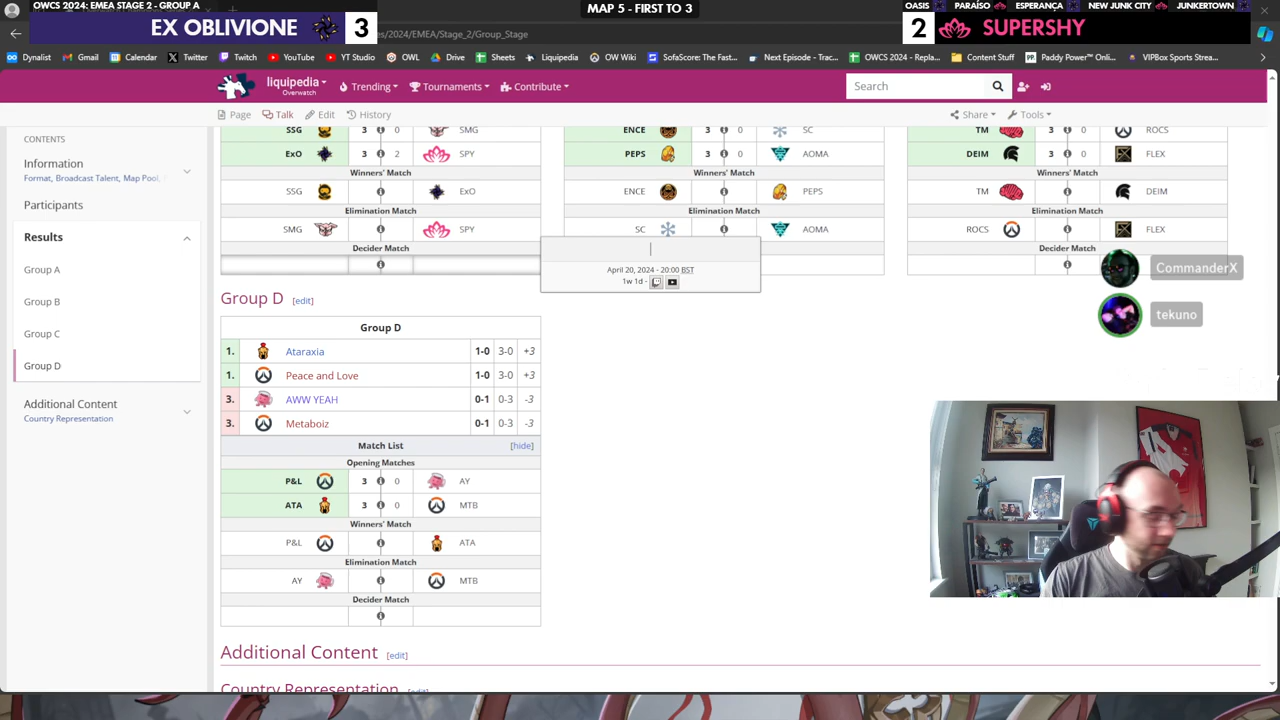 OWCS 2024: EMEA STAGE 2 - GROUP A
EX OBLIVIONE 3
MAP 5 - FIRST TO 3
OASIS PARAÍSO ESPERANÇA NEW JUNK CITY JUNKERTOWN
2 SUPERSHY
es/2024/EMEA/Stage_2/Group_Stage
Dynalist Gmail Calendar Twitter Twitch YouTube YT Studio OWL Drive Sheets Liquipedia OW Wiki SofaScore: The Fast... Next Episode - Trac... OWCS 2024 - Repla... Content Stuff Paddy Power™ Onli... VIPBox Sports Strea...
liquipedia
Overwatch
Trending Tournaments Contribute Search
Page Talk Edit History Share Tools
CONTENTS
Information
Format, Broadcast Talent, Map Pool,
Participants
Results
Group A
Group B
Group C
Group D
Additional Content
Country Representation
SSG 3 0 SMG
ExO 3 2 SPY
Winners' Match
SSG ExO
Elimination Match
SMG SPY
Decider Match
ENCE 3 0 SC
PEPS 3 0 AOMA
Winners' Match
ENCE PEPS
Elimination Match
SC AOMA
April 20, 2024 - 20:00 BST
1w 1d -
TM 3 0 ROCS
DEIM 3 0 FLEX
Winners' Match
TM DEIM
Elimination Match
ROCS FLEX
Decider Match
CommanderX
tekuno
Group D [edit]
Group D
1. Ataraxia 1-0 3-0 +3
1. Peace and Love 1-0 3-0 +3
3. AWW YEAH 0-1 0-3 -3
3. Metaboiz 0-1 0-3 -3
Match List [hide]
Opening Matches
P&L 3 0 AY
ATA 3 0 MTB
Winners' Match
P&L ATA
Elimination Match
AY MTB
Decider Match
Additional Content [edit]
Country Representation [edit]